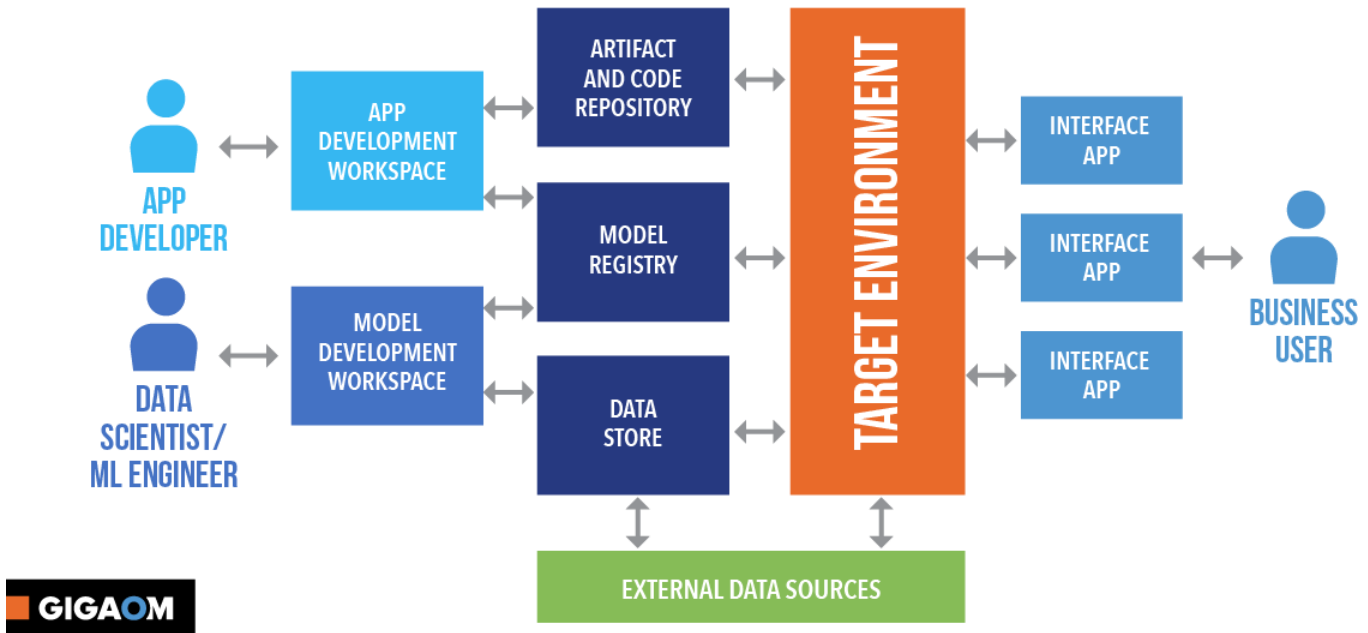 APP
DEVELOPER
DATA
SCIENTIST/
ML ENGINEER
APP
DEVELOPMENT
WORKSPACE
MODEL
DEVELOPMENT
WORKSPACE
ARTIFACT
AND CODE
REPOSITORY
MODEL
REGISTRY
DATA
STORE
TARGET ENVIRONMENT
INTERFACE
APP
INTERFACE
APP
INTERFACE
APP
BUSINESS
USER
EXTERNAL DATA SOURCES
GIGAOM